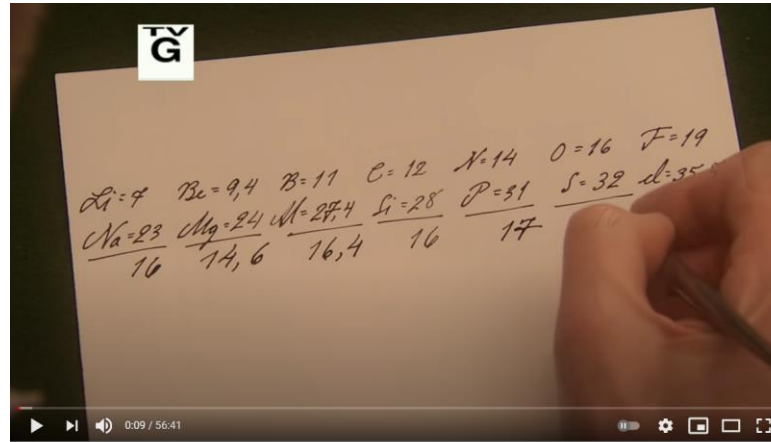 TV
G
Li=7 Be=9,4 B=11 C=12 N=14 O=16 F=19
Na=23 Mg=24 Al=27,4 Si=28 P=31 S=32 Cl=35,5
16 14,6 16,4 16 17
0:09 / 56:41